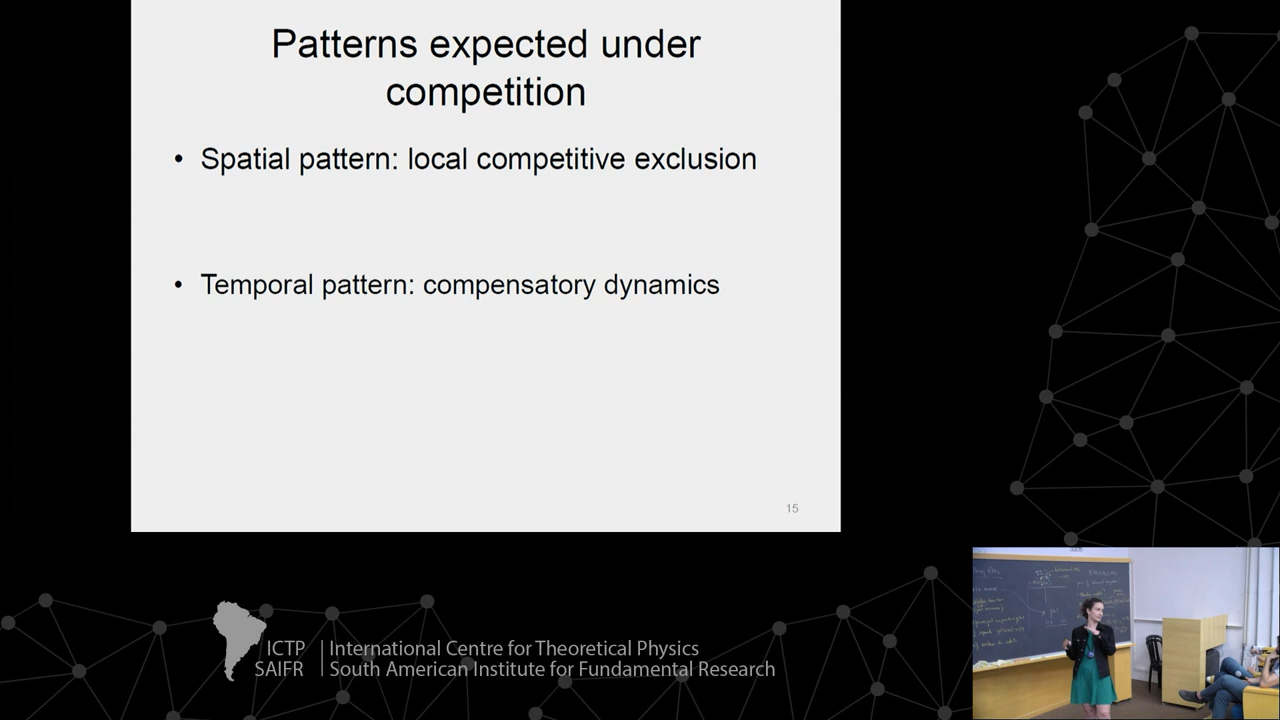 Patterns expected under
competition
• Spatial pattern: local competitive exclusion
• Temporal pattern: compensatory dynamics
15
ICTP
SAIFR
International Centre for Theoretical Physics
South American Institute for Fundamental Research